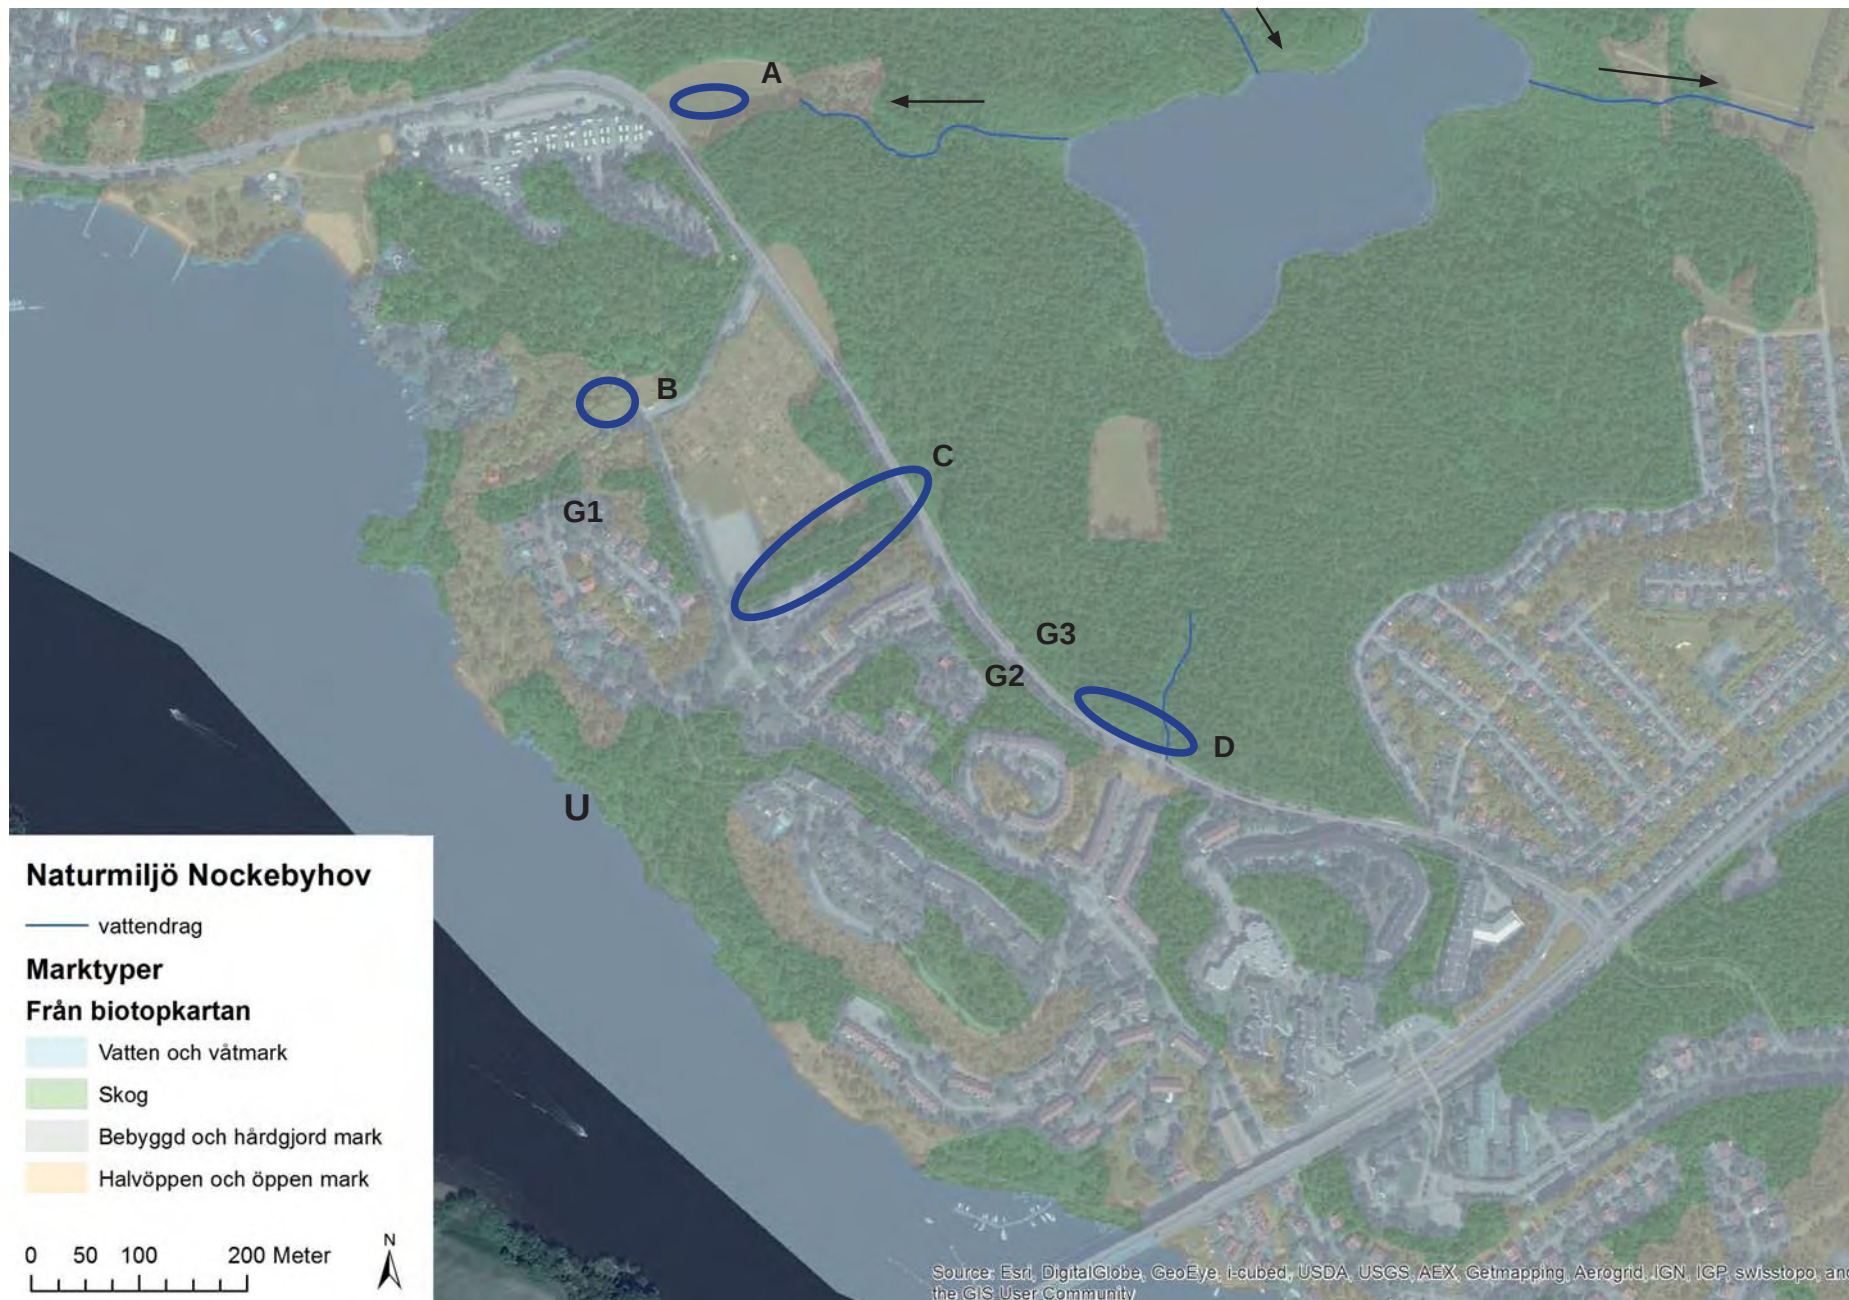 A
B
C
G1
G3
G2
D
U
Naturmiljö Nockebyhov
vattendrag
Marktyper
Från biotopkartan
Vatten och våtmark
Skog
Bebyggd och hårdgjord mark
Halvöppen och öppen mark
N
0 50 100 200 Meter
Source: Esri, DigitalGlobe, GeoEye, i-cubed, USDA, USGS, AEX, Getmapping, Aerogrid, IGN, IGP, swisstopo, and
the GIS User Community